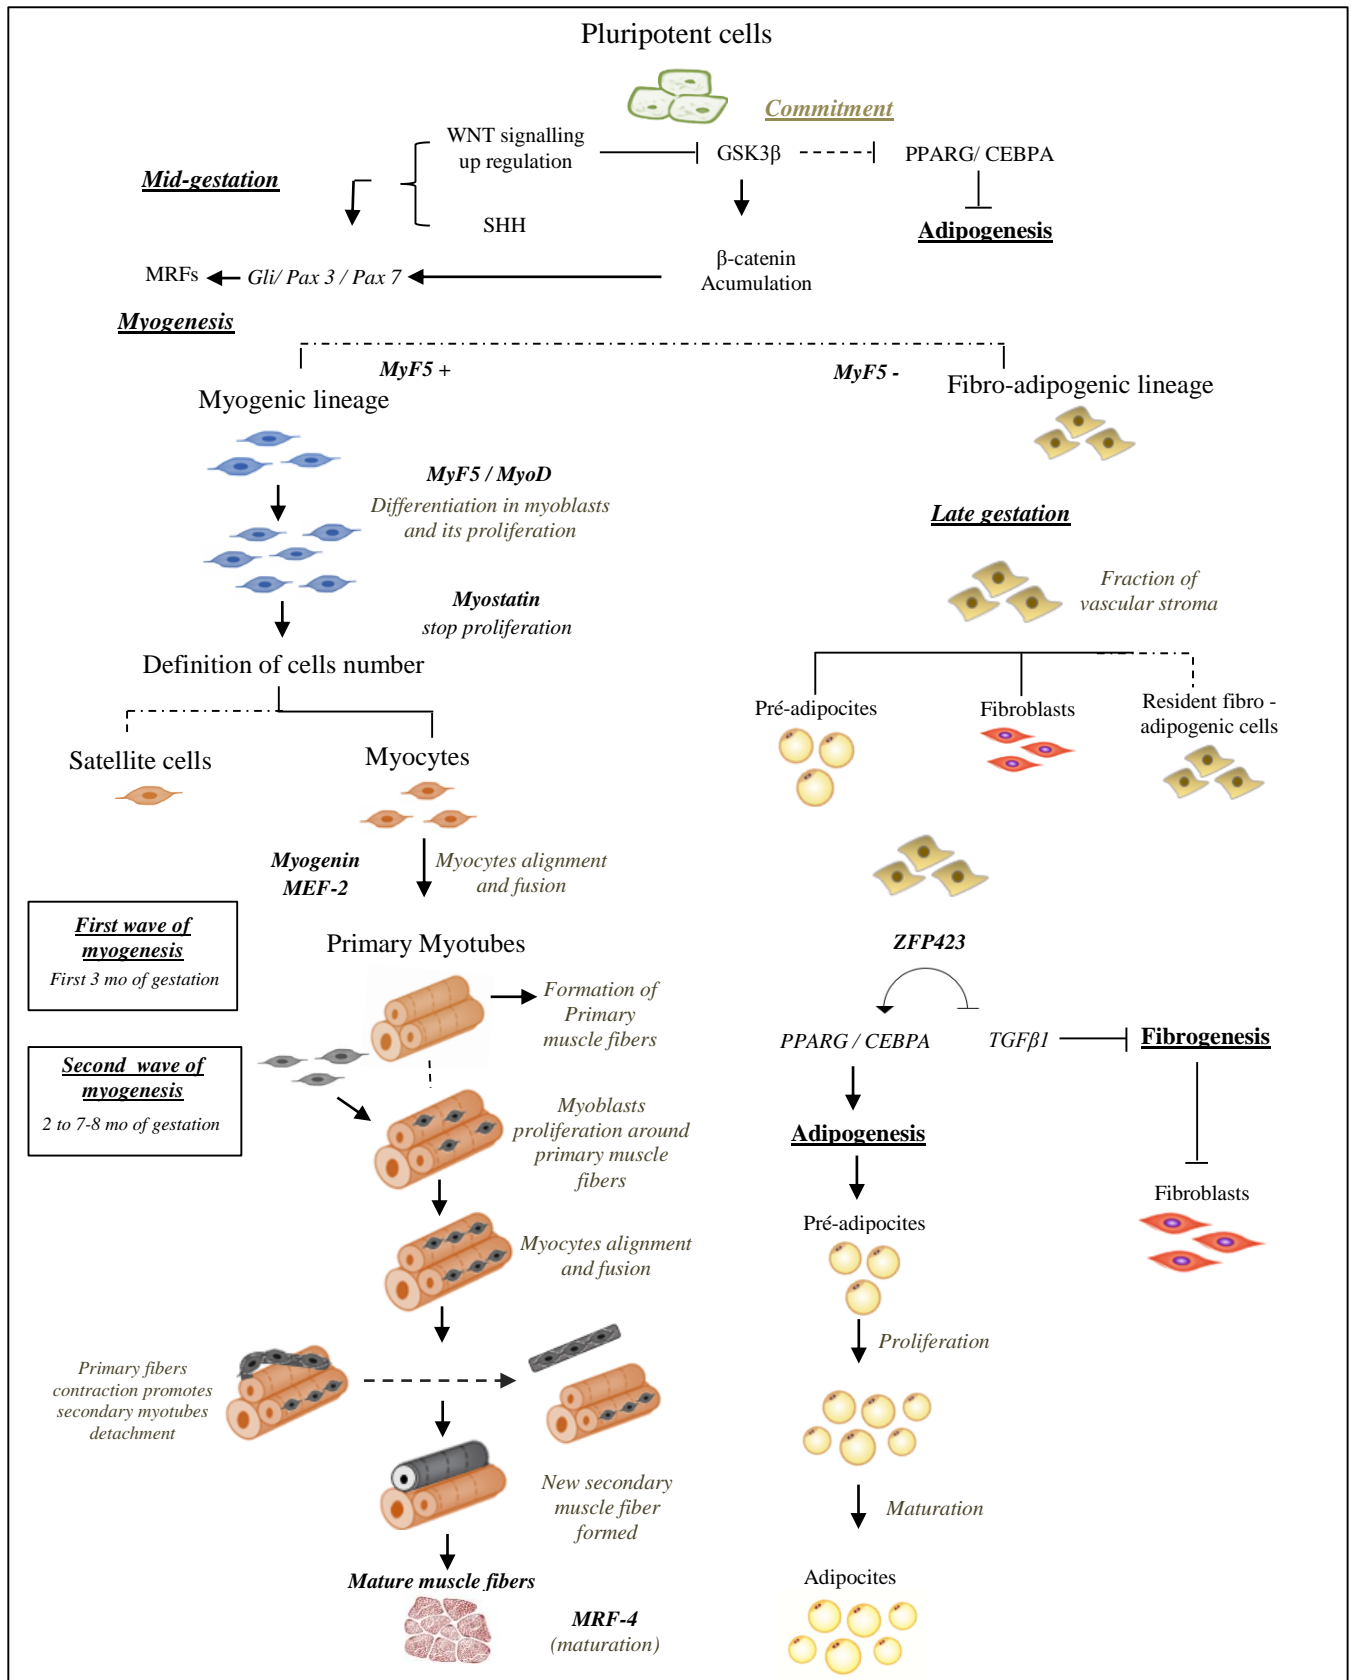 Pluripotent cells
Commitment
WNT signalling
up regulation
GSK3β
PPARG/ CEBPA
Mid-gestation
SHH
Adipogenesis
β-catenin
Acumulation
MRFs
Gli/ Pax 3 / Pax 7
Myogenesis
MyF5 +
MyF5 -
Myogenic lineage
Fibro-adipogenic lineage
MyF5 / MyoD
Differentiation in myoblasts
and its proliferation
Late gestation
Fraction of
vascular stroma
Myostatin
stop proliferation
Definition of cells number
Pré-adipocites
Fibroblasts
Resident fibro -
adipogenic cells
Satellite cells
Myocytes
Myogenin
MEF-2
Myocytes alignment
and fusion
First wave of
myogenesis
First 3 mo of gestation
Primary Myotubes
ZFP423
Formation of
Primary
muscle fibers
PPARG / CEBPA
TGFβ1
Fibrogenesis
Second wave of
myogenesis
2 to 7-8 mo of gestation
Myoblasts
proliferation around
primary muscle
fibers
Adipogenesis
Fibroblasts
Pré-adipocites
Myocytes alignment
and fusion
Proliferation
Primary fibers
contraction promotes
secondary myotubes
detachment
New secondary
muscle fiber
formed
Maturation
Mature muscle fibers
Adipocites
MRF-4
(maturation)